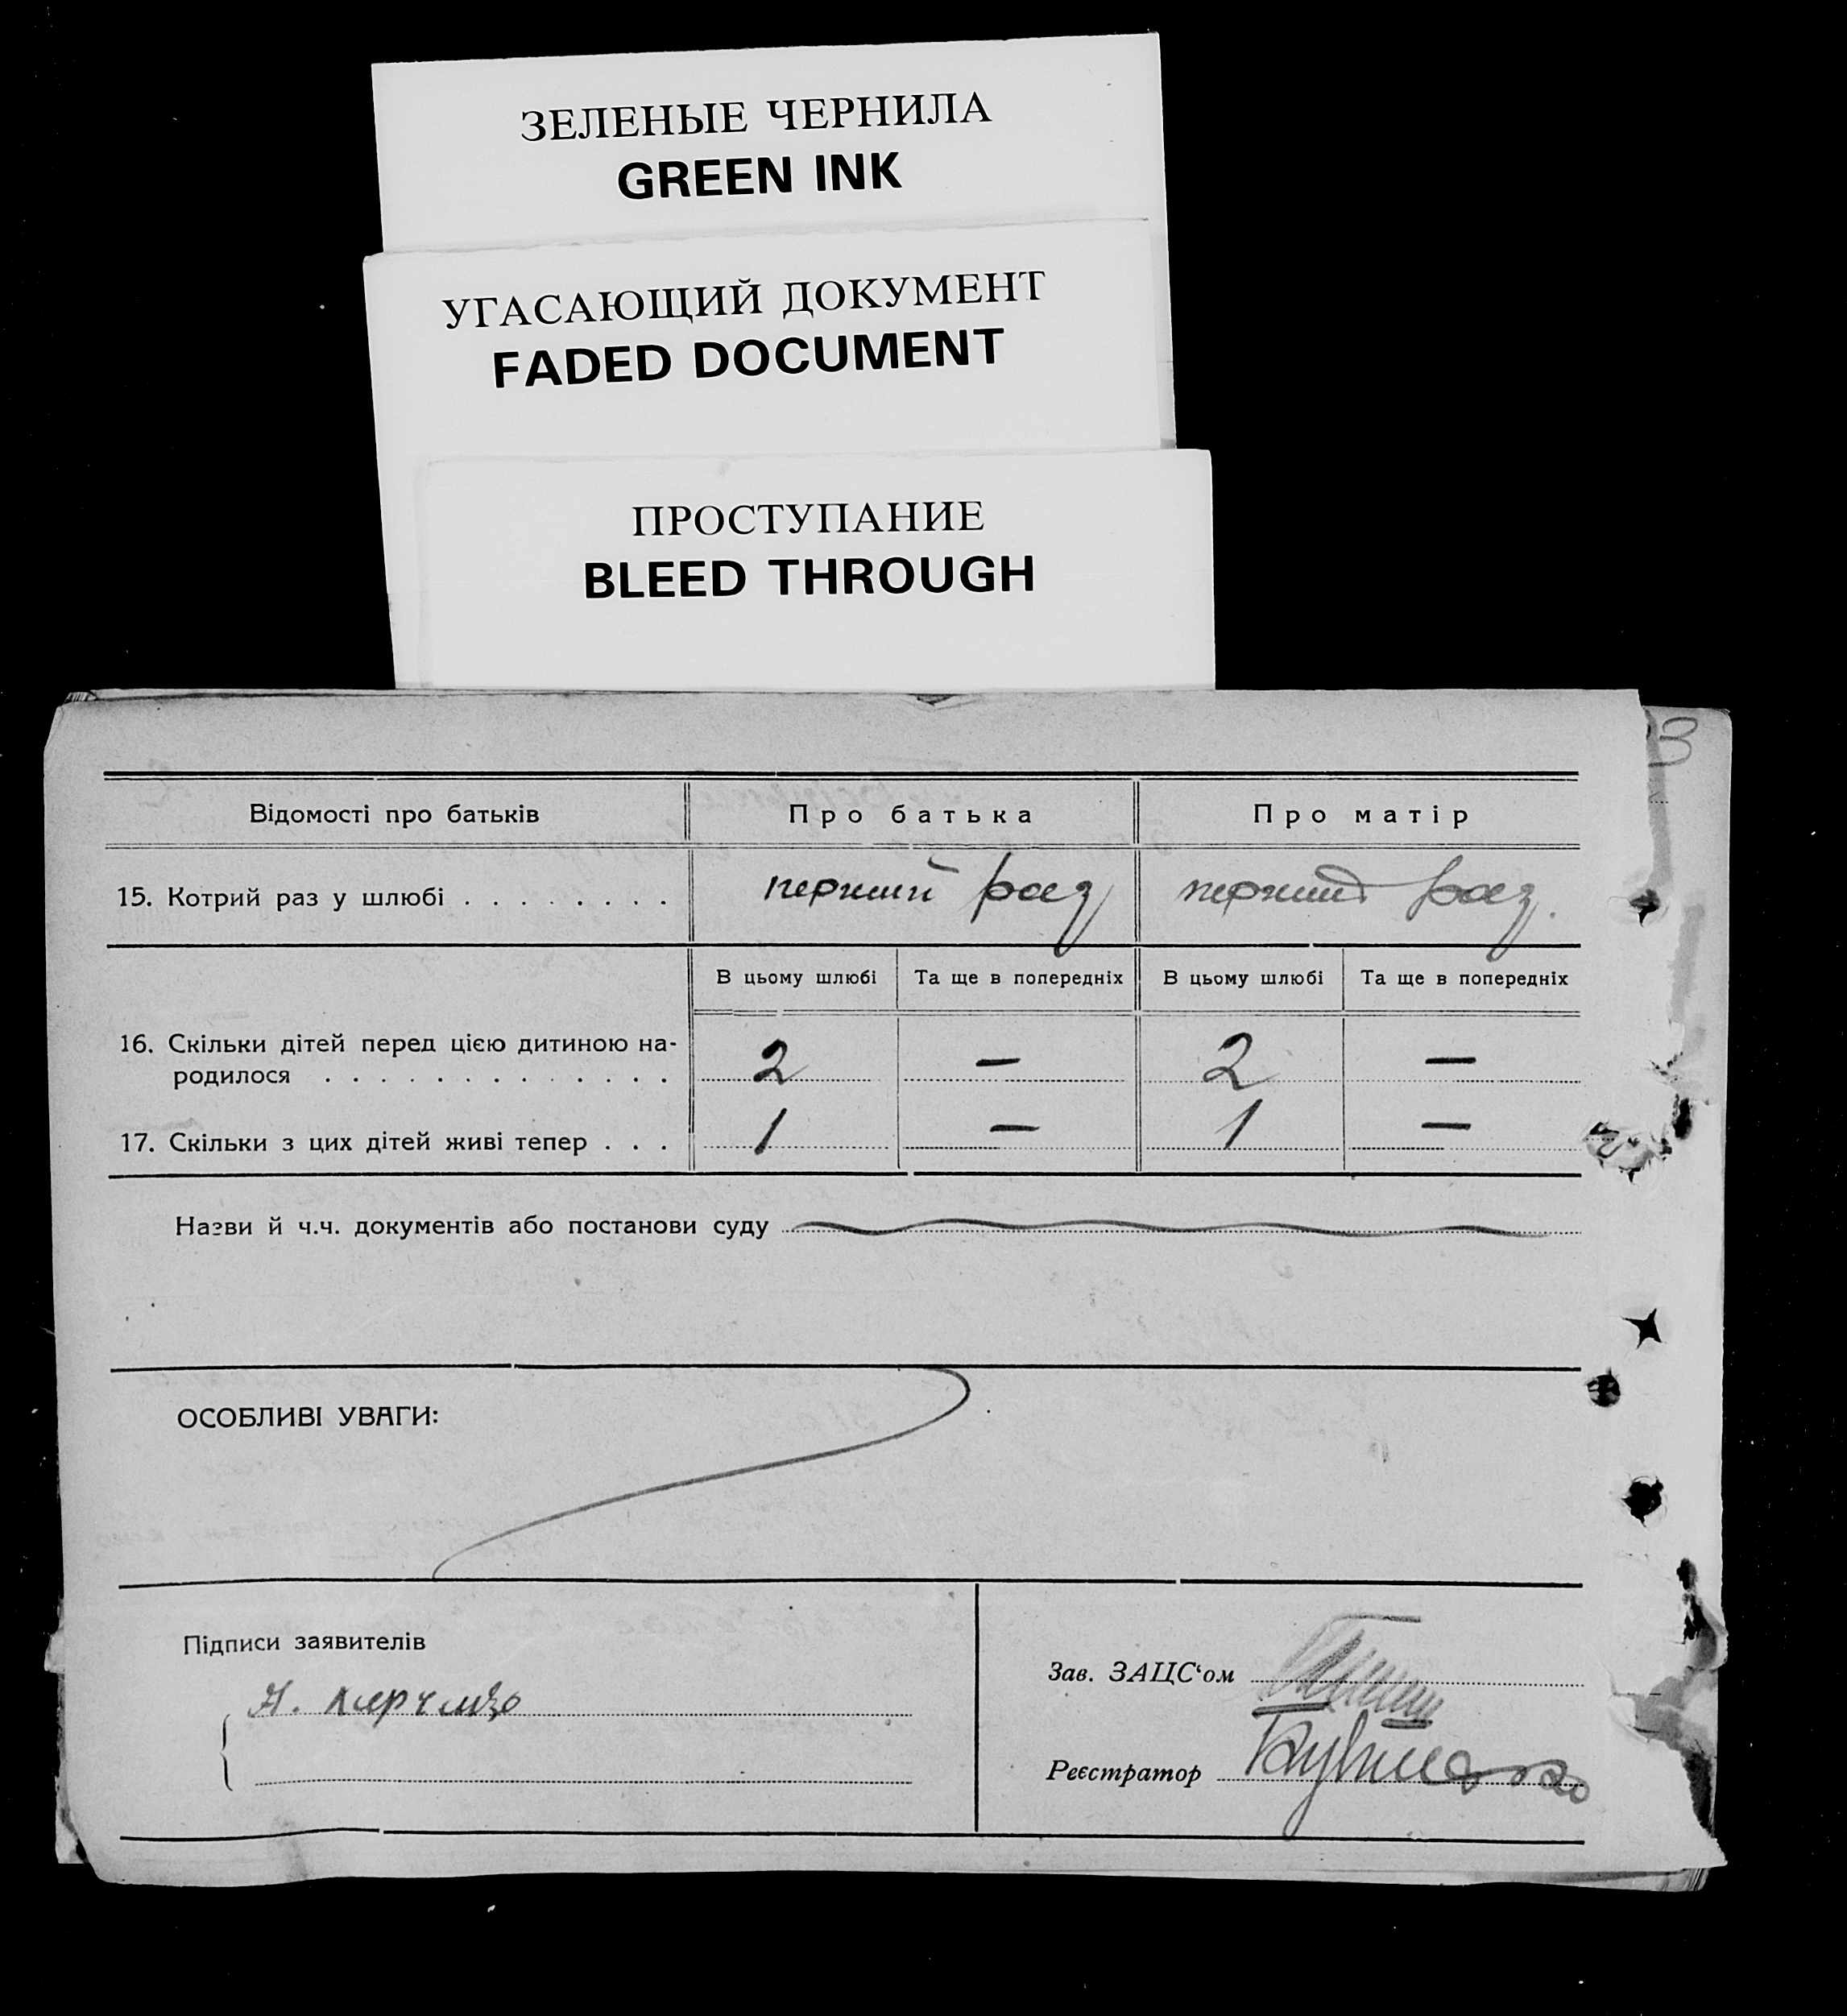 ЗЕЛЕНЫЕ ЧЕРНИЛА
GREEN INK
УГАСАЮЩИЙ ДОКУМЕНТ
FADED DOCUMENT
ПРОСТУПАНИЕ
BLEED THROUGH
3
Відомості про батьків Про батька Про матір
15. Котрий раз у шлюбі . . . . . . . . перший раз перший раз.
В цьому шлюбі Та ще в попередніх В цьому шлюбі Та ще в попередніх
16. Скільки дітей перед цією дитиною на-
родилося . . . . . . . . . . . . . 2 — 2 —
17. Скільки з цих дітей живі тепер . . . 1 — 1 —
Назви й ч.ч. документів або постанови суду
ОСОБЛИВІ УВАГИ:
Підписи заявителів
Зав. ЗАЦС‘ом
Реєстратор